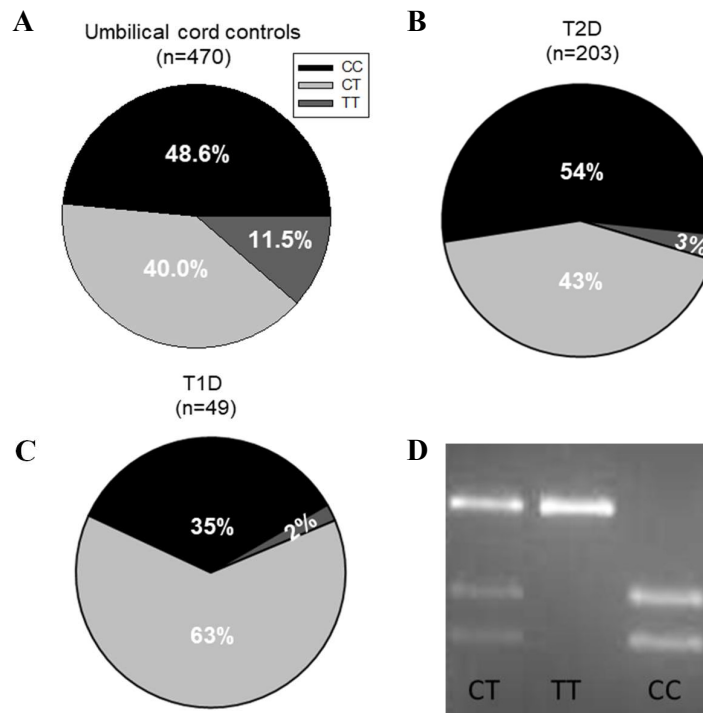 A
Umbilical cord controls
(n=470)
CC
CT
TT
48.6%
11.5%
40.0%
B
T2D
(n=203)
54%
3%
43%
C
T1D
(n=49)
35%
2%
63%
D
CT TT CC